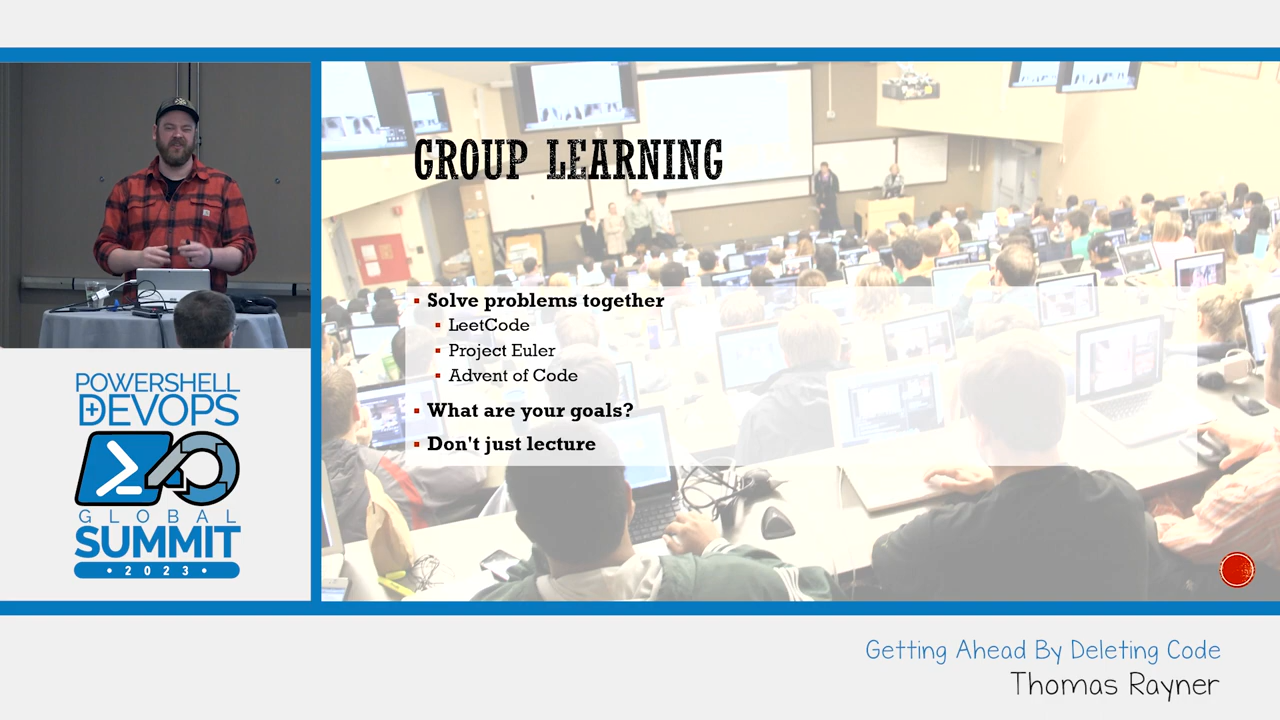 GROUP LEARNING
Solve problems together
LeetCode
Project Euler
Advent of Code
What are your goals?
Don't just lecture
POWERSHELL
+DEVOPS
GLOBAL
SUMMIT
• 2023 •
Getting Ahead By Deleting Code
Thomas Rayner